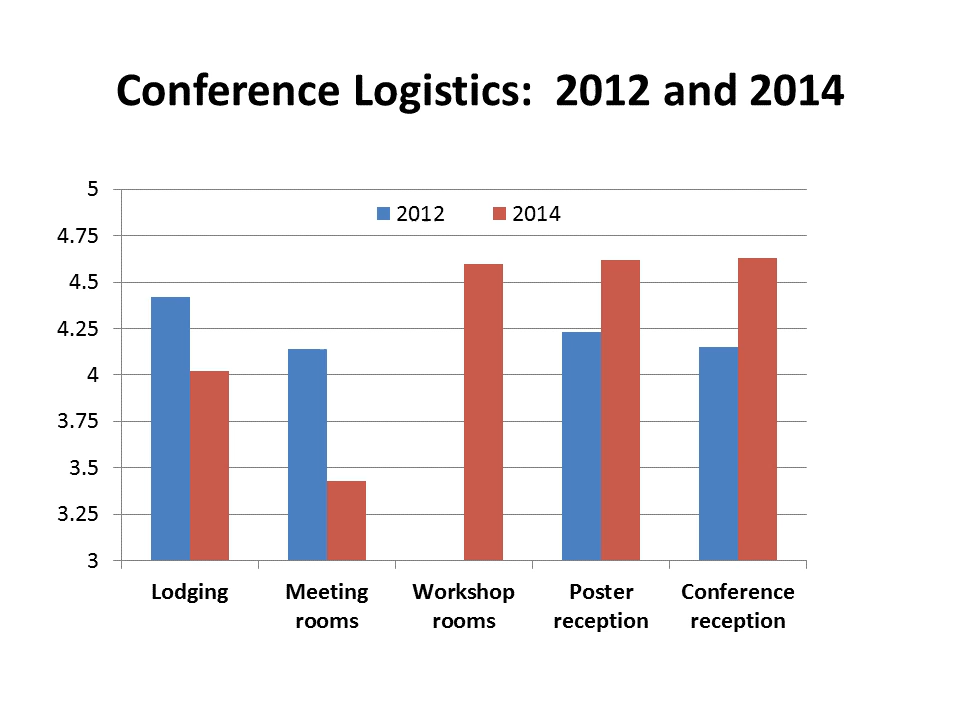 Conference Logistics:  2012 and 2014
2012 2014
5
4.75
4.5
4.25
4
3.75
3.5
3.25
3
Lodging
Meeting
rooms
Workshop
rooms
Poster
reception
Conference
reception